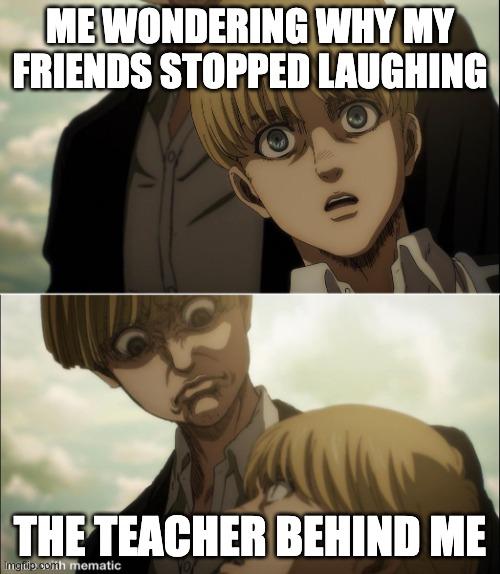 ME WONDERING WHY MY
FRIENDS STOPPED LAUGHING
THE TEACHER BEHIND ME
mematic